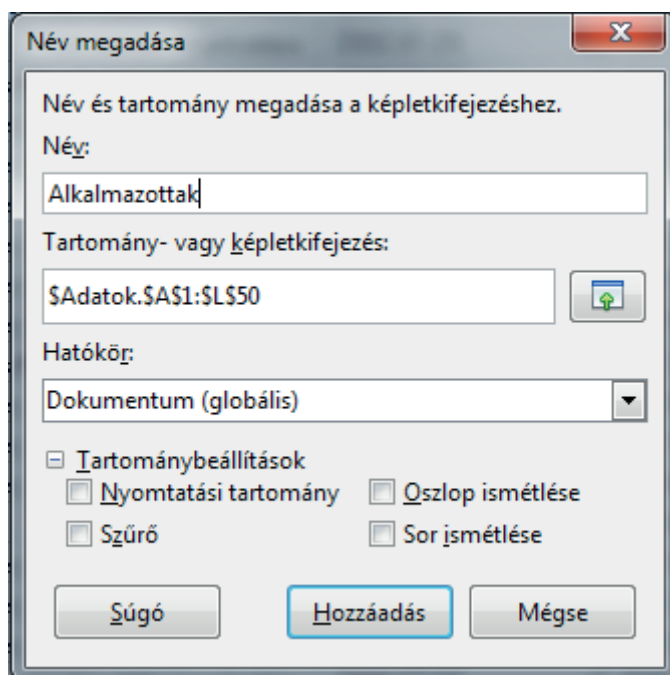 Név megadása
Név és tartomány megadása a képletkifejezéshez.
Név:
Alkalmazottak
Tartomány- vagy képletkifejezés:
$Adatok.$A$1:$L$50
Hatókör:
Dokumentum (globális)
Tartománybeállítások
Nyomtatási tartomány Oszlop ismétlése
Szűrő Sor ismétlése
Súgó Hozzáadás Mégse